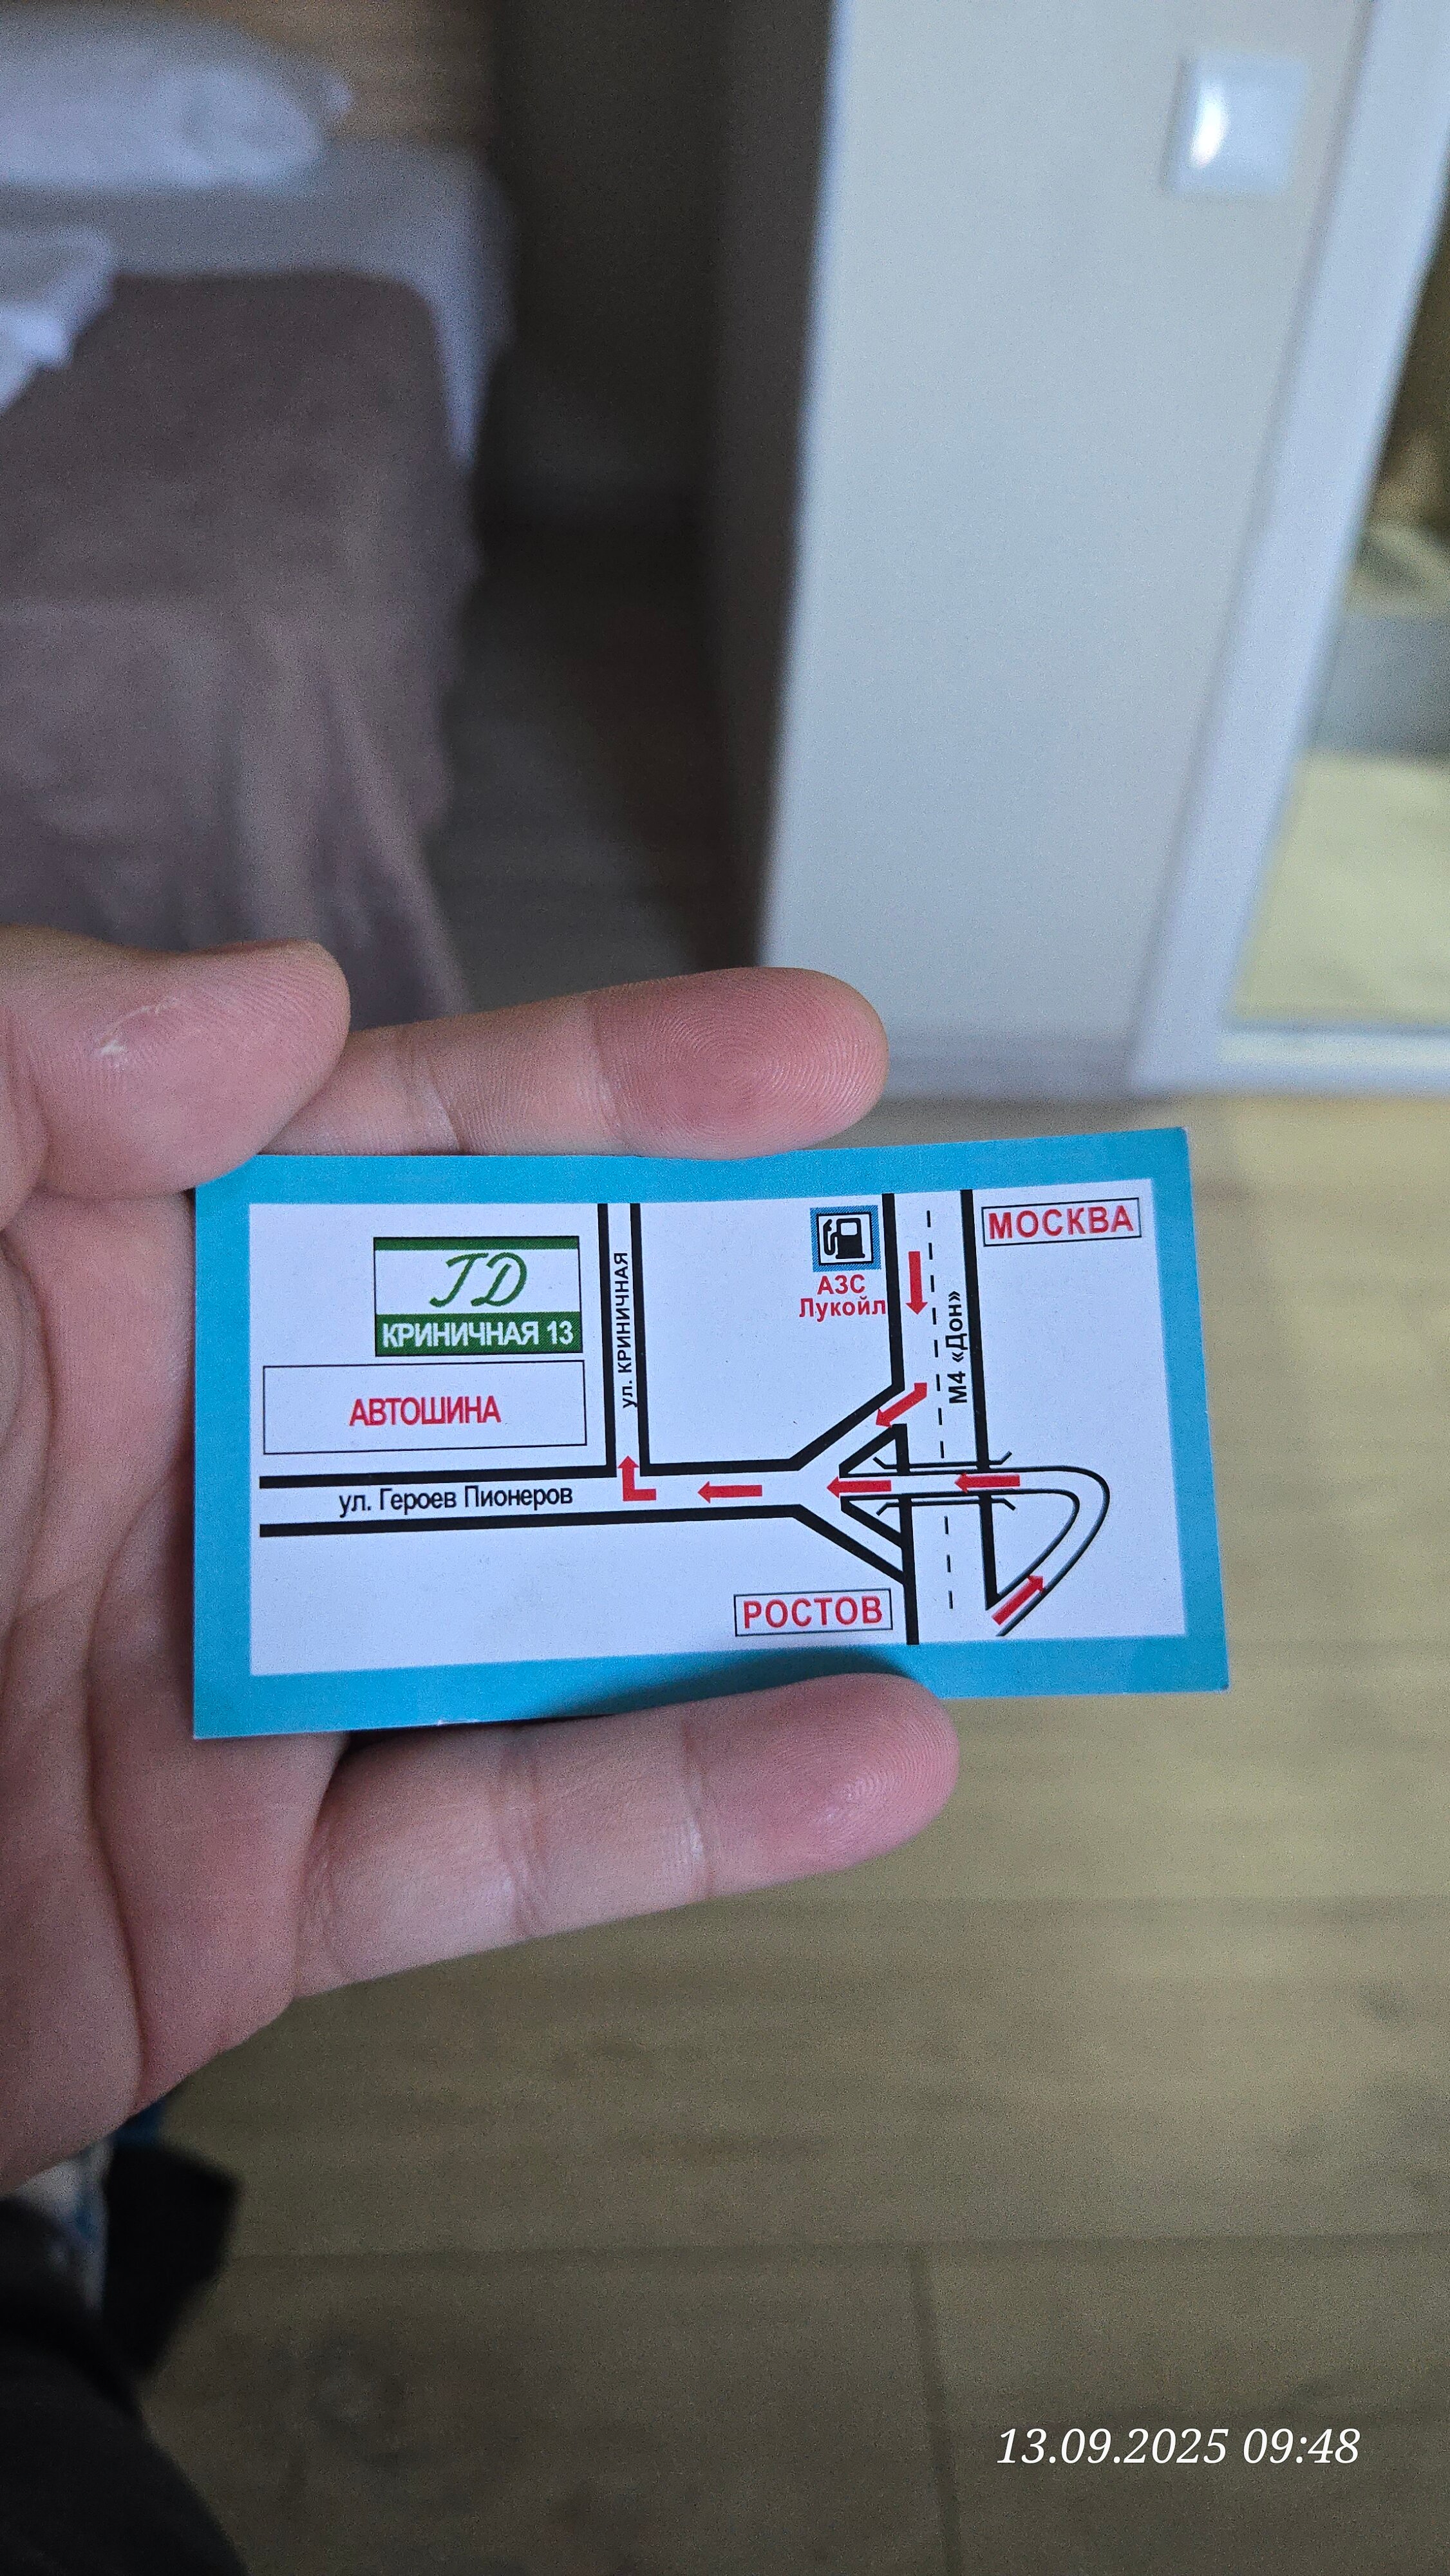 ГД
КРИНИЧНАЯ 13
АВТОШИНА
ул. КРИНИЧНАЯ
ул. Героев Пионеров
АЗС
Лукойл
М4 «Дон»
МОСКВА
РОСТОВ
13.09.2025 09:48